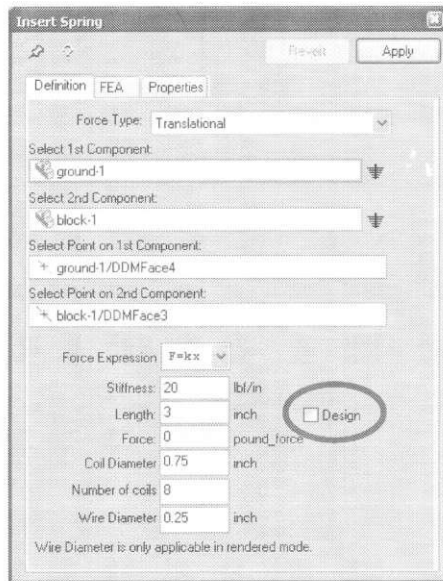 Insert Spring
Revert Apply
Definition FEA Properties
Force Type: Translational
Select 1st Component:
ground-1
Select 2nd Component:
block-1
Select Point on 1st Component:
ground-1/DDMFace4
Select Point on 2nd Component:
block-1/DDMFace3
Force Expression F=kx
Stiffness: 20 lbf/in
Length: 3 inch Design
Force: 0 pound_force
Coil Diameter 0.75 inch
Number of coils 8
Wire Diameter 0.25 inch
Wire Diameter is only applicable in rendered mode.